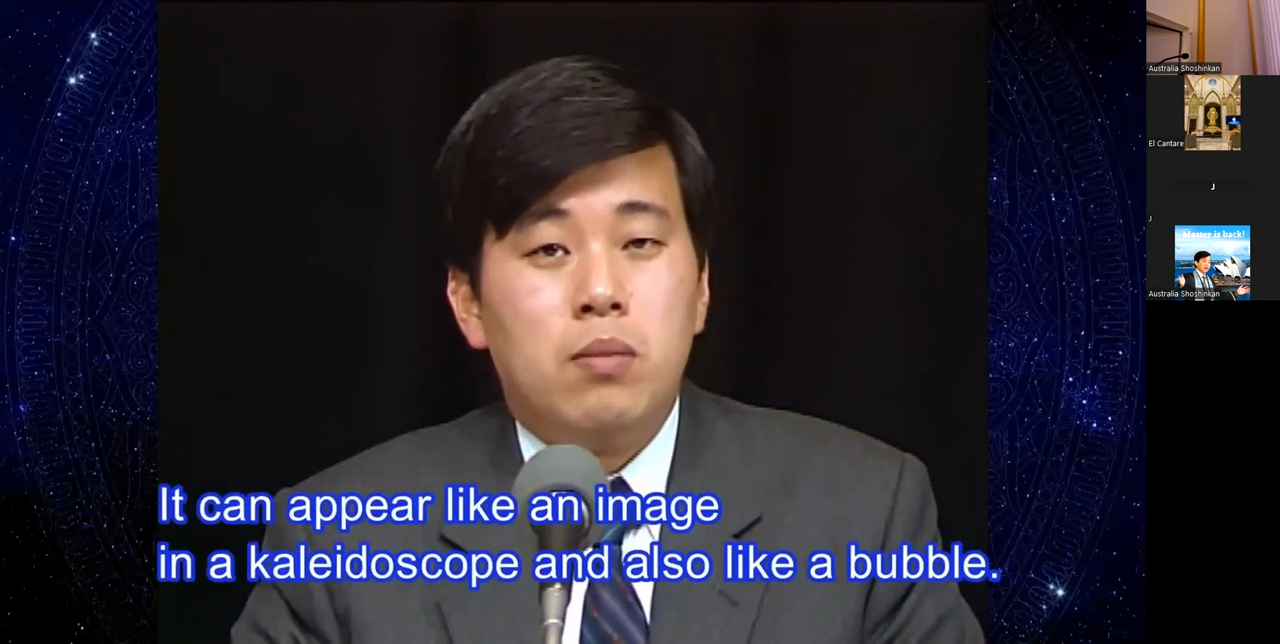 It can appear like an image
in a kaleidoscope and also like a bubble.
Australia Shoshinkan
El Cantare
J
J
Master is back!
Australia Shoshinkan